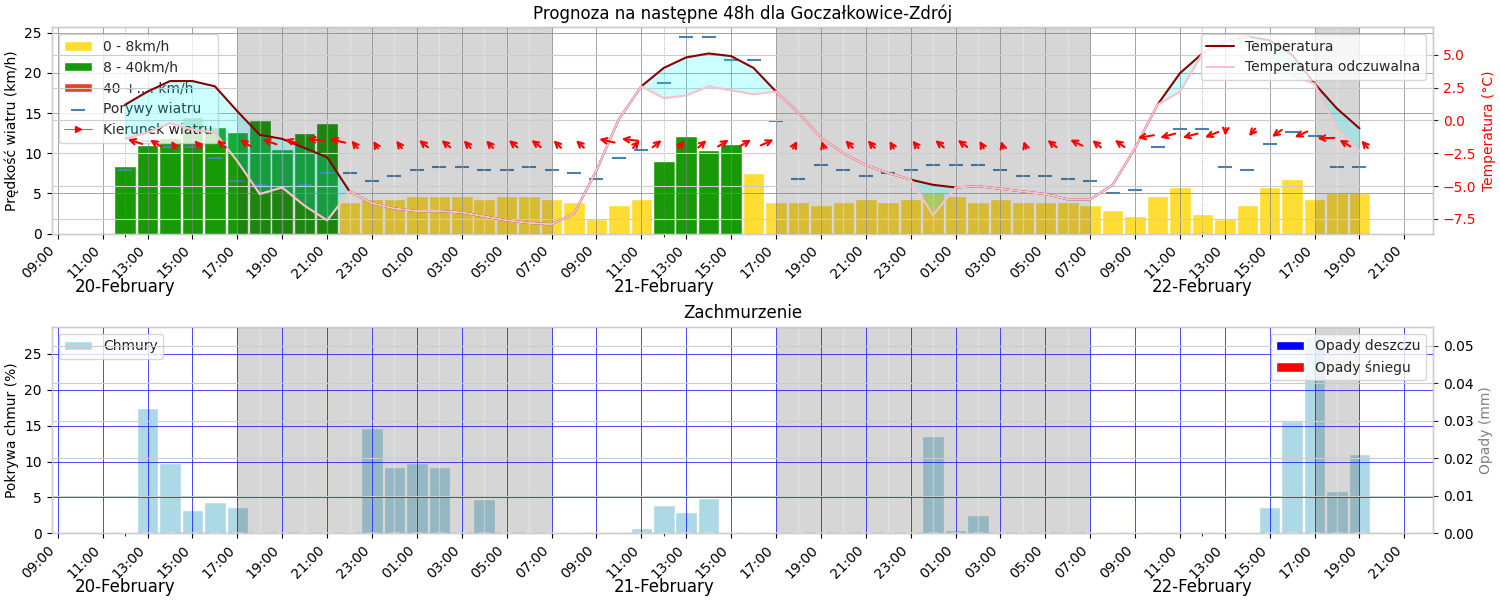 Prognoza na następne 48h dla Goczałkowice-Zdrój
Prędkość wiatru (km/h)
25
20
15
10
5
0
0 - 8km/h
8 - 40km/h
Porywy wiatru
Kierunek wiatru
Temperatura
Temperatura odczuwalna
5.0
2.5
0.0
−2.5
−5.0
−7.5
Temperatura (°C)
09:00 11:00 13:00 15:00 17:00 19:00 21:00 23:00 01:00 03:00 05:00 07:00 09:00 11:00 13:00 15:00 17:00 19:00 21:00 23:00 01:00 03:00 05:00 07:00 09:00 11:00 13:00 15:00 17:00 19:00 21:00
20-February 21-February 22-February
Zachmurzenie
Pokrywa chmur (%)
25
20
15
10
5
0
Chmury
Opady deszczu
Opady śniegu
0.05
0.04
0.03
0.02
0.01
0.00
Opady (mm)
09:00 11:00 13:00 15:00 17:00 19:00 21:00 23:00 01:00 03:00 05:00 07:00 09:00 11:00 13:00 15:00 17:00 19:00 21:00 23:00 01:00 03:00 05:00 07:00 09:00 11:00 13:00 15:00 17:00 19:00 21:00
20-February 21-February 22-February